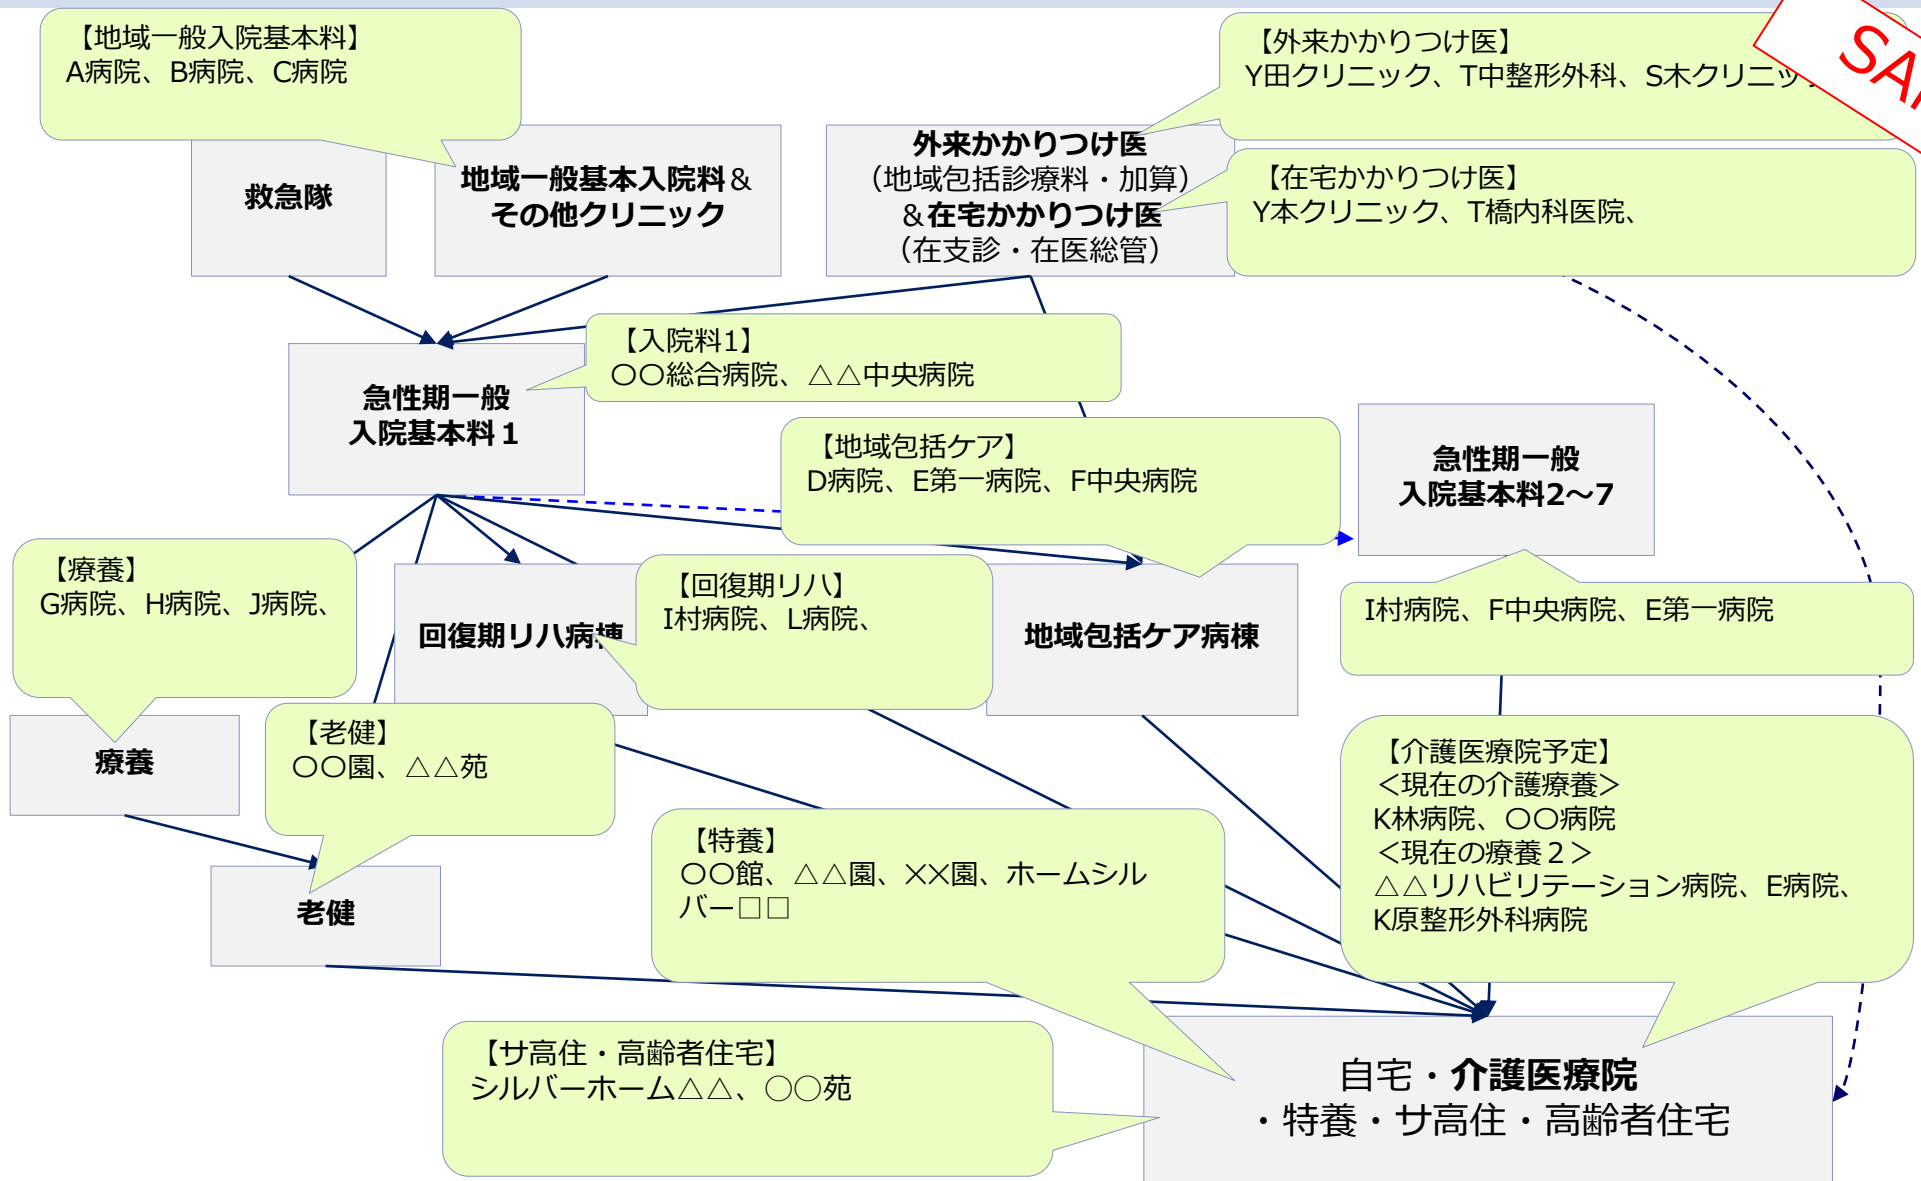 【地域一般入院基本料】
A病院、B病院、C病院
【外来かかりつけ医】
Y田クリニック、T中整形外科、S木クリニッ
救急隊
地域一般基本入院料＆
その他クリニック
外来かかりつけ医
（地域包括診療料・加算）
＆在宅かかりつけ医
（在支診・在医総管）
【在宅かかりつけ医】
Y本クリニック、T橋内科医院、
【入院料1】
〇〇総合病院、△△中央病院
急性期一般
入院基本料１
【地域包括ケア】
D病院、E第一病院、F中央病院
急性期一般
入院基本料2～7
【療養】
G病院、H病院、J病院、
回復期リハ病棟
【回復期リハ】
I村病院、L病院、
地域包括ケア病棟
I村病院、F中央病院、E第一病院
療養
【老健】
〇〇園、△△苑
【介護医療院予定】
＜現在の介護療養＞
K林病院、〇〇病院
＜現在の療養２＞
△△リハビリテーション病院、E病院、
K原整形外科病院
【特養】
〇〇館、△△園、××園、ホームシル
バー□□
老健
【サ高住・高齢者住宅】
シルバーホーム△△、〇〇苑
自宅・介護医療院
・特養・サ高住・高齢者住宅